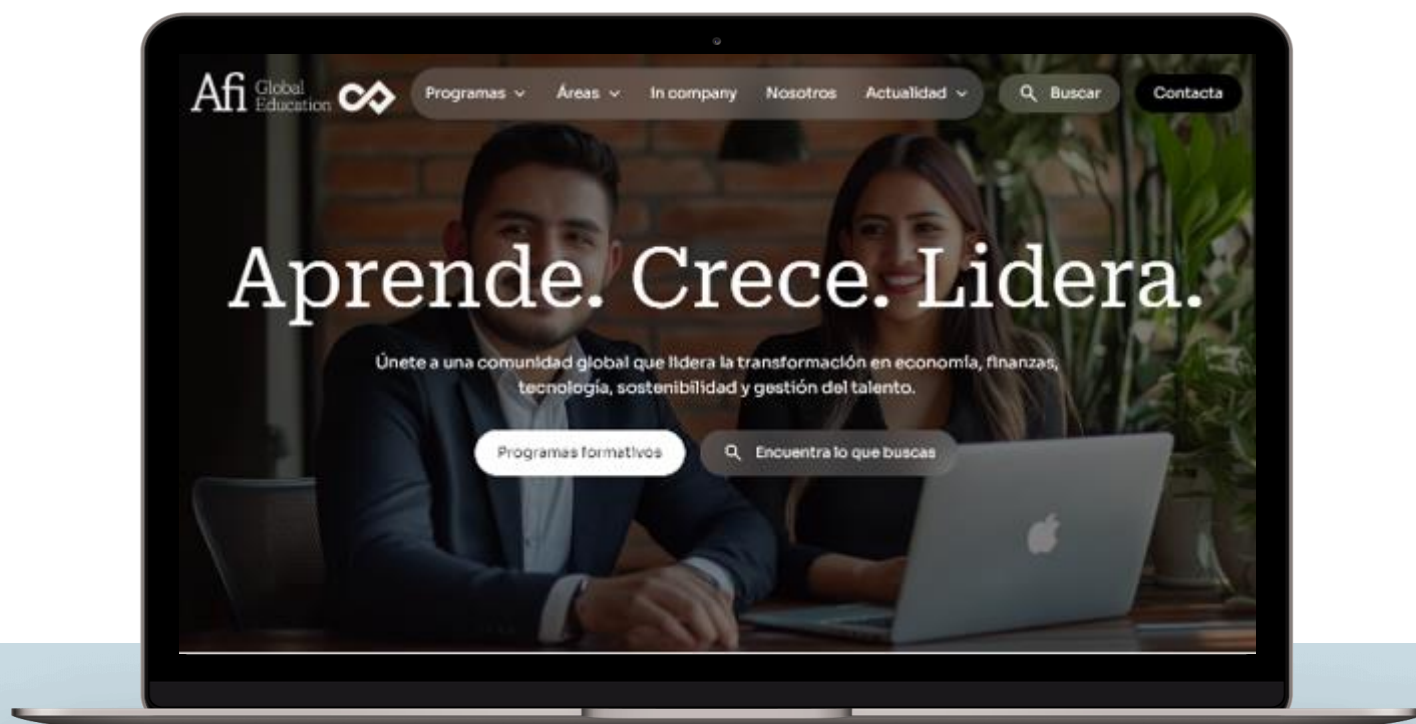 Afi Global Education
Programas
Áreas
In company
Nosotros
Actualidad
Buscar
Contacta
Aprende. Crece. Lidera.
Únete a una comunidad global que lidera la transformación en economía, finanzas,
tecnología, sostenibilidad y gestión del talento.
Programas formativos
Encuentra lo que buscas